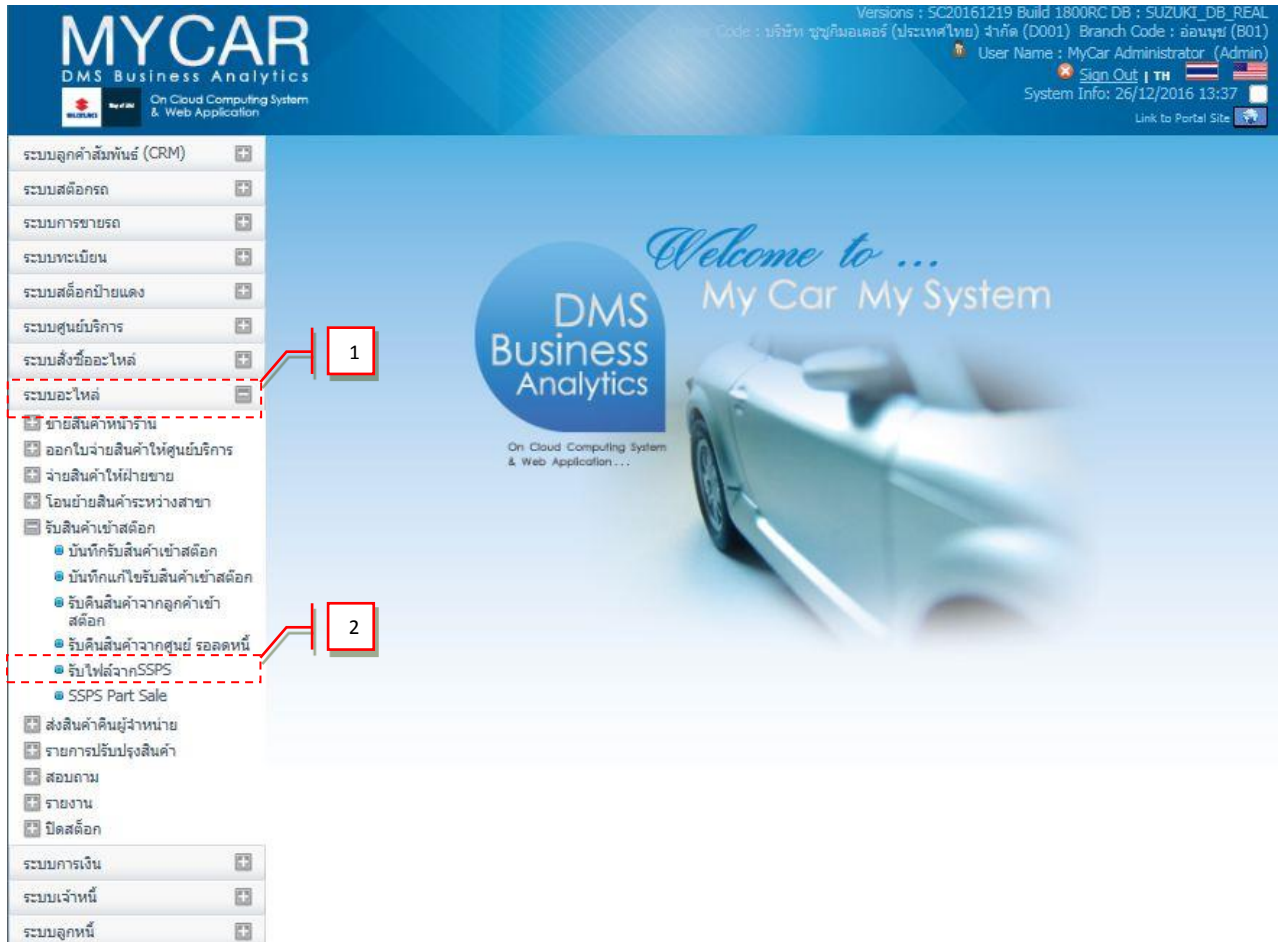 MYCAR
DMS Business Analytics
On Cloud Computing System
& Web Application
SUZUKI
Way of Life!
Versions : SC20161219 Build 1800RC DB : SUZUKI_DB_REAL
Code : บริษัท ซูซูกิมอเตอร์ (ประเทศไทย) จำกัด (D001) Branch Code : อ่อนนุช (B01)
User Name : MyCar Administrator (Admin)
Sign Out | TH
System Info: 26/12/2016 13:37
Link to Portal Site
ระบบลูกค้าสัมพันธ์ (CRM)
ระบบสต๊อกรถ
ระบบการขายรถ
ระบบทะเบียน
ระบบสต๊อกป้ายแดง
ระบบศูนย์บริการ
ระบบสั่งซื้ออะไหล่
ระบบอะไหล่
1
ขายสินค้าหน้าร้าน
ออกใบจ่ายสินค้าให้ศูนย์บริการ
จ่ายสินค้าให้ฝ่ายขาย
โอนย้ายสินค้าระหว่างสาขา
รับสินค้าเข้าสต๊อก
บันทึกรับสินค้าเข้าสต๊อก
บันทึกแก้ไขรับสินค้าเข้าสต๊อก
รับคืนสินค้าจากลูกค้าเข้า
สต๊อก
รับคืนสินค้าจากศูนย์ รอลดหนี้
2
รับไฟล์จากSSPS
SSPS Part Sale
ส่งสินค้าคืนผู้จำหน่าย
รายการปรับปรุงสินค้า
สอบถาม
รายงาน
ปิดสต๊อก
ระบบการเงิน
ระบบเจ้าหนี้
ระบบลูกหนี้
Welcome to ...
My Car My System
DMS
Business
Analytics
On Cloud Computing System
& Web Application...